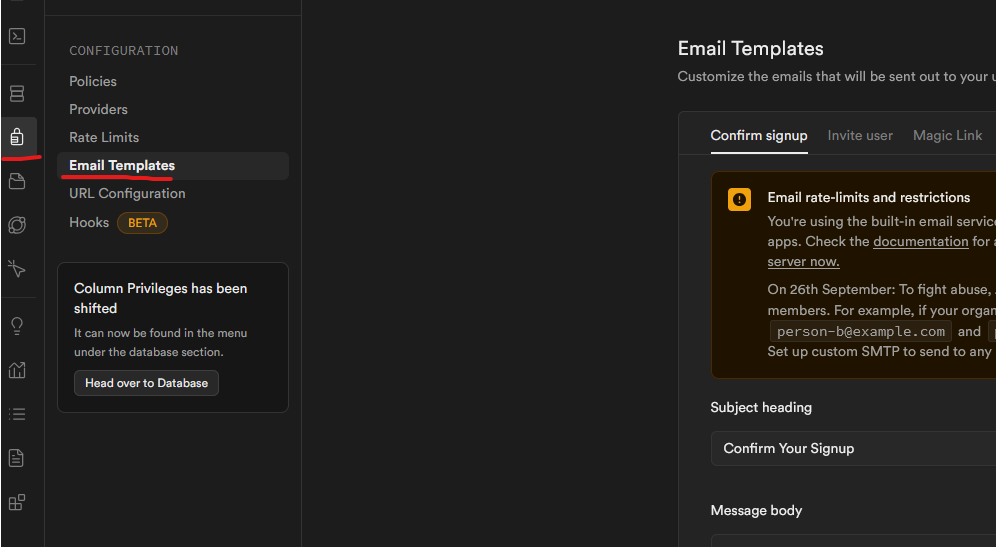 CONFIGURATION
Policies
Providers
Rate Limits
Email Templates
URL Configuration
Hooks BETA
Column Privileges has been
shifted
It can now be found in the menu
under the database section.
Head over to Database
Email Templates
Customize the emails that will be sent out to your
Confirm signup Invite user Magic Link
Email rate-limits and restrictions
You're using the built-in email
apps. Check the documentation for
server now.
On 26th September: To fight abuse,
members. For example, if your
person-b@example.com and
Set up custom SMTP to send to any
Subject heading
Confirm Your Signup
Message body